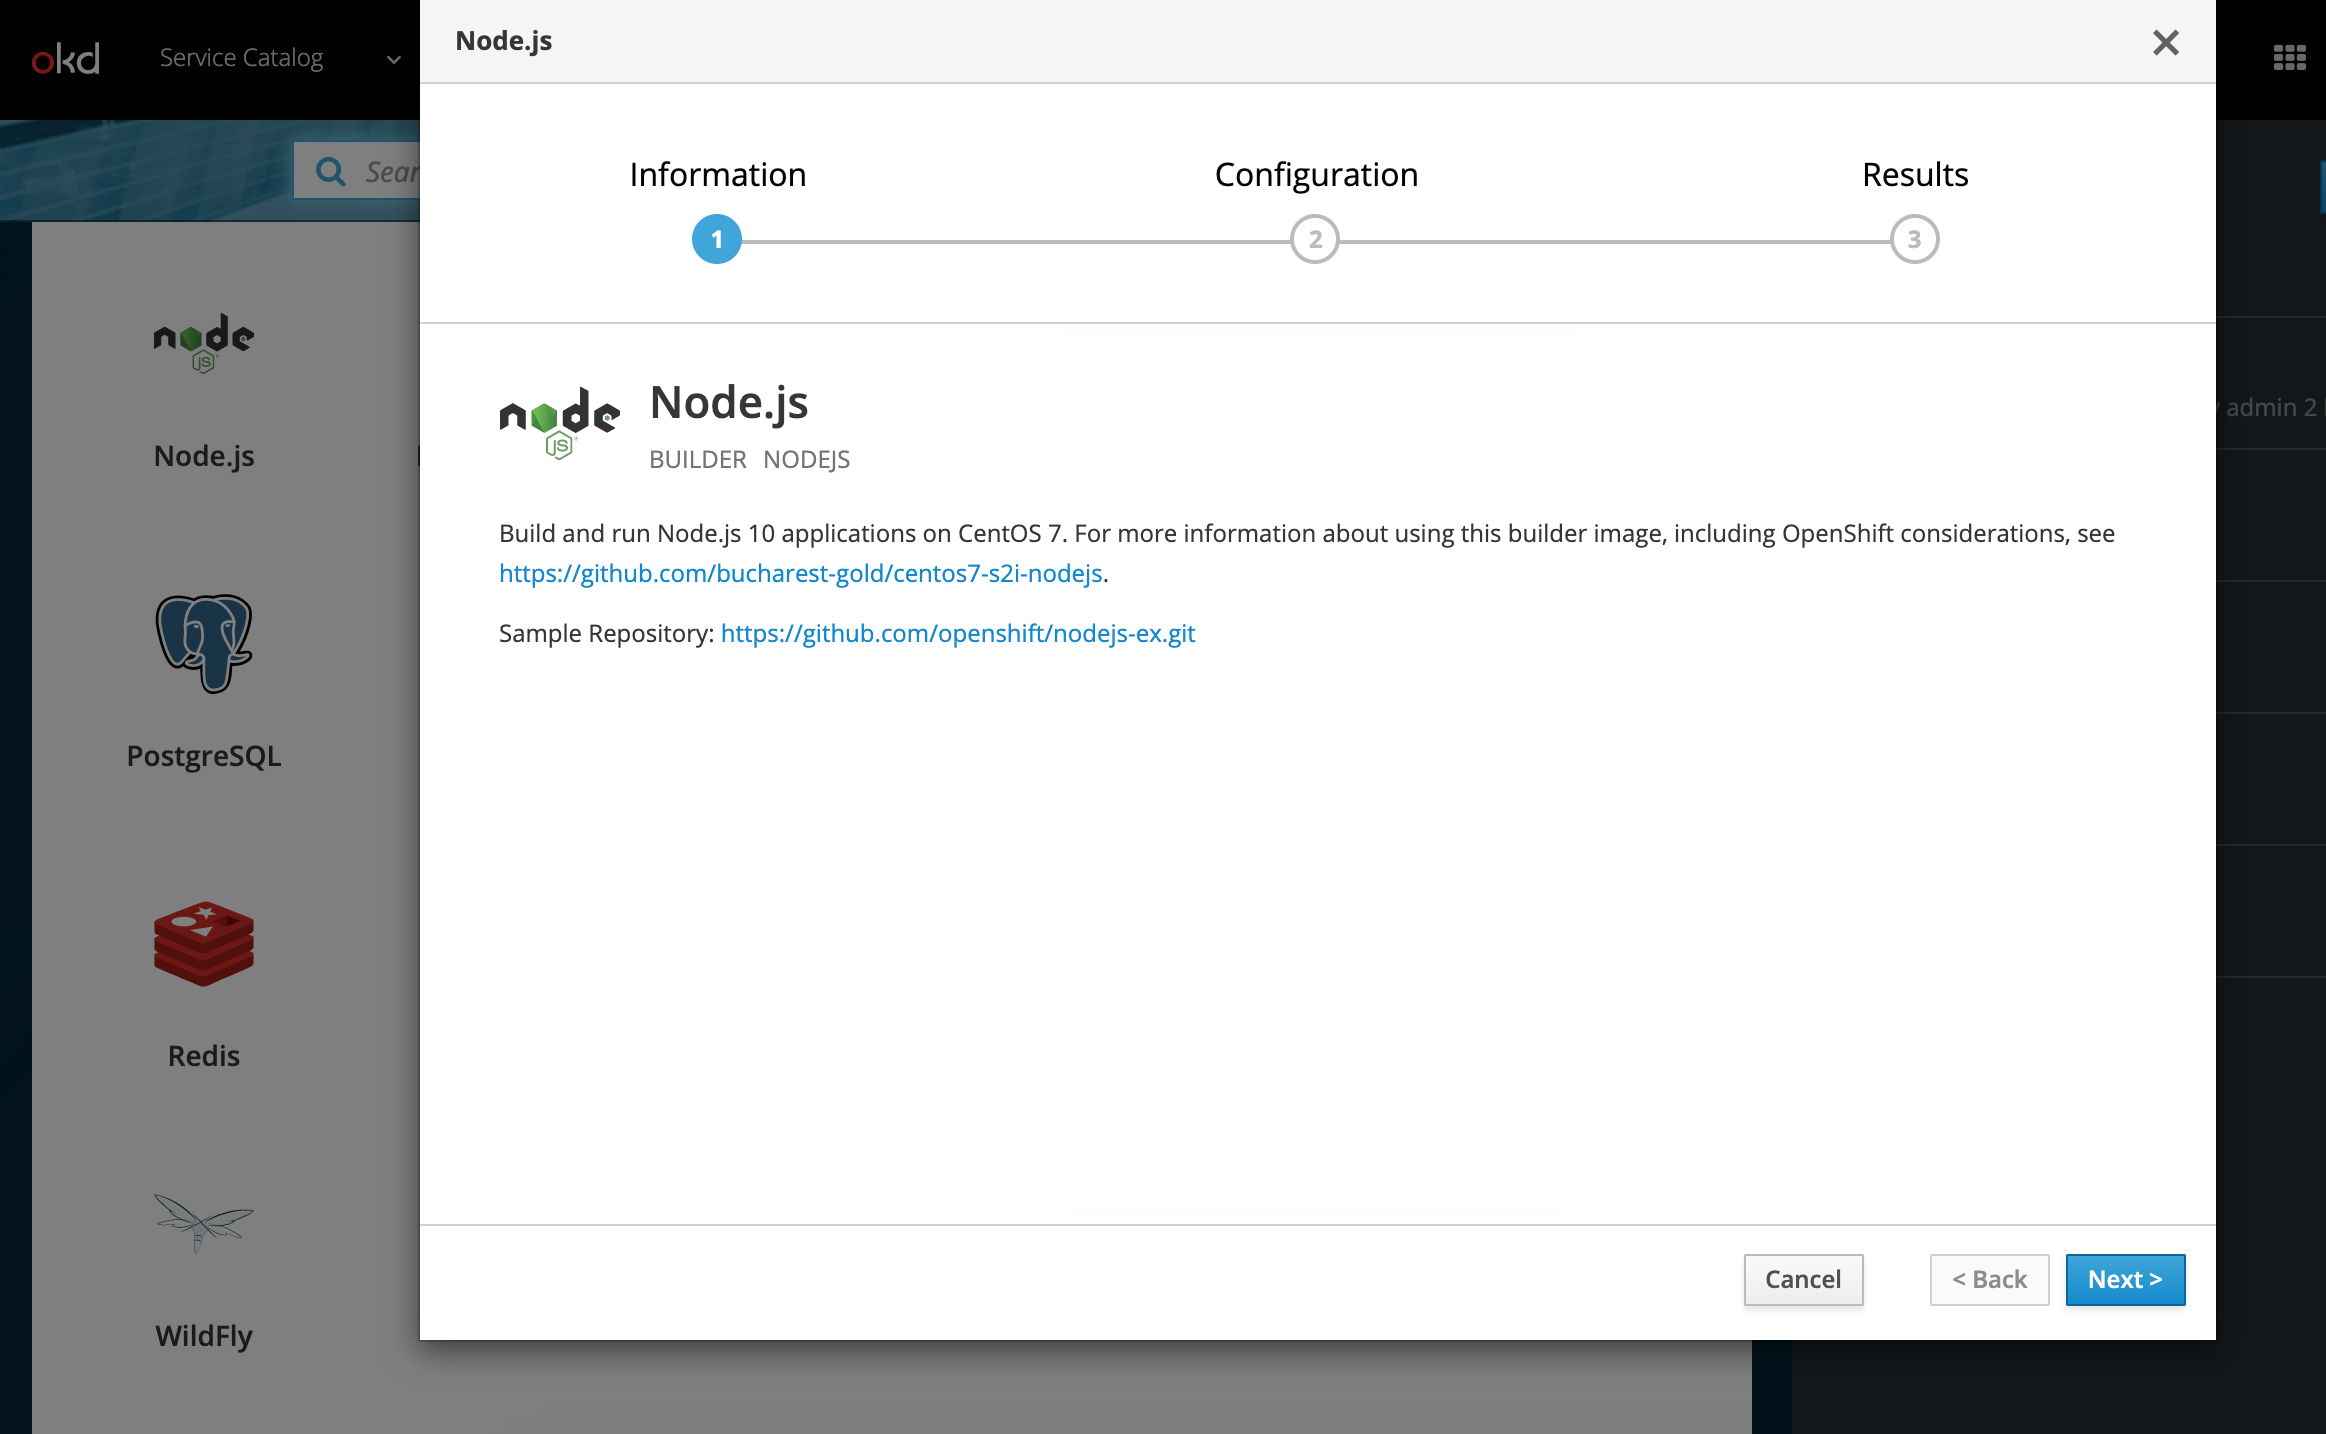 okd
Service Catalog
Node.js
Information
Configuration
Results
1
2
3
node
JS
Node.js
BUILDER NODEJS
Build and run Node.js 10 applications on CentOS 7. For more information about using this builder image, including OpenShift considerations, see
https://github.com/bucharest-gold/centos7-s2i-nodejs.
Sample Repository: https://github.com/openshift/nodejs-ex.git
Cancel
< Back
Next >
node
JS
Node.js
PostgreSQL
Redis
WildFly
admin 2